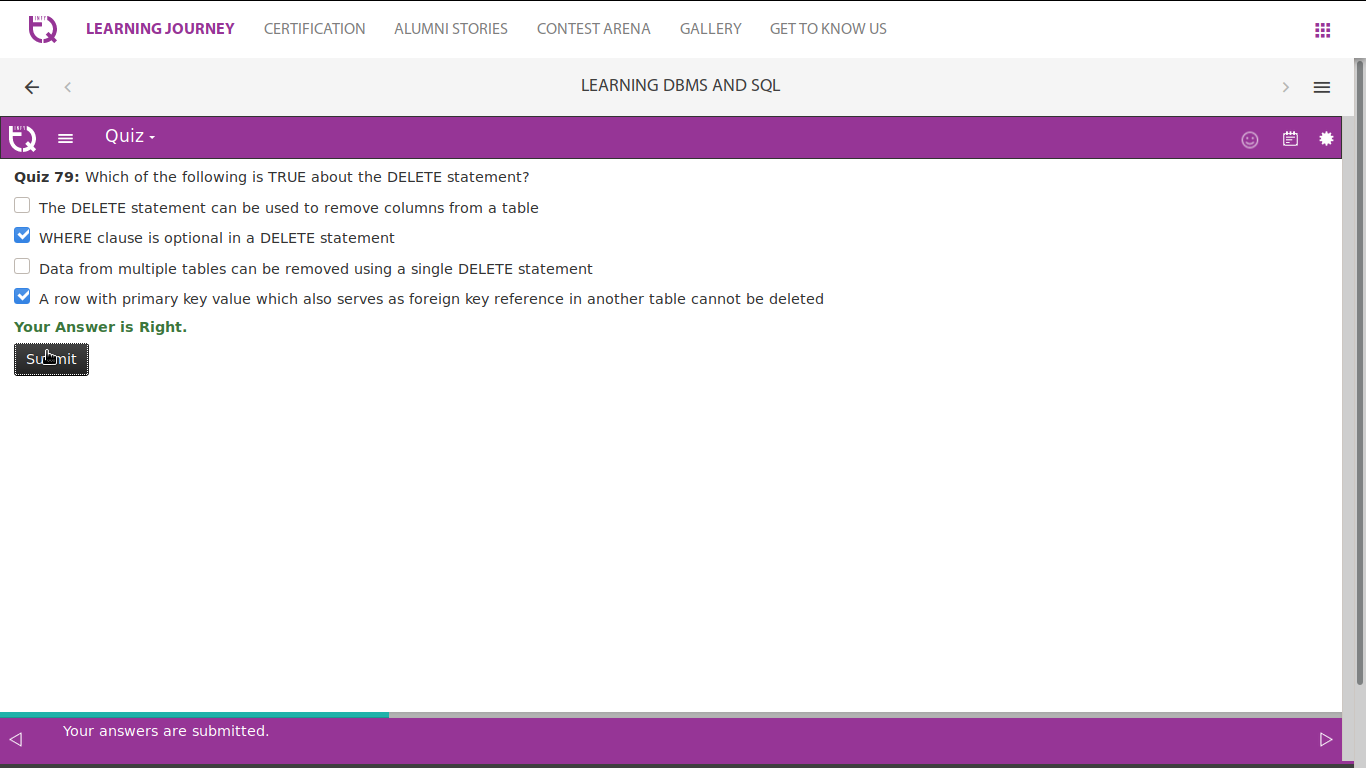 INFY TQ
LEARNING JOURNEY CERTIFICATION ALUMNI STORIES CONTEST ARENA GALLERY GET TO KNOW US
LEARNING DBMS AND SQL
INFY TQ Quiz
Quiz 79: Which of the following is TRUE about the DELETE statement?
The DELETE statement can be used to remove columns from a table
WHERE clause is optional in a DELETE statement
Data from multiple tables can be removed using a single DELETE statement
A row with primary key value which also serves as foreign key reference in another table cannot be deleted
Your Answer is Right.
Submit
Your answers are submitted.